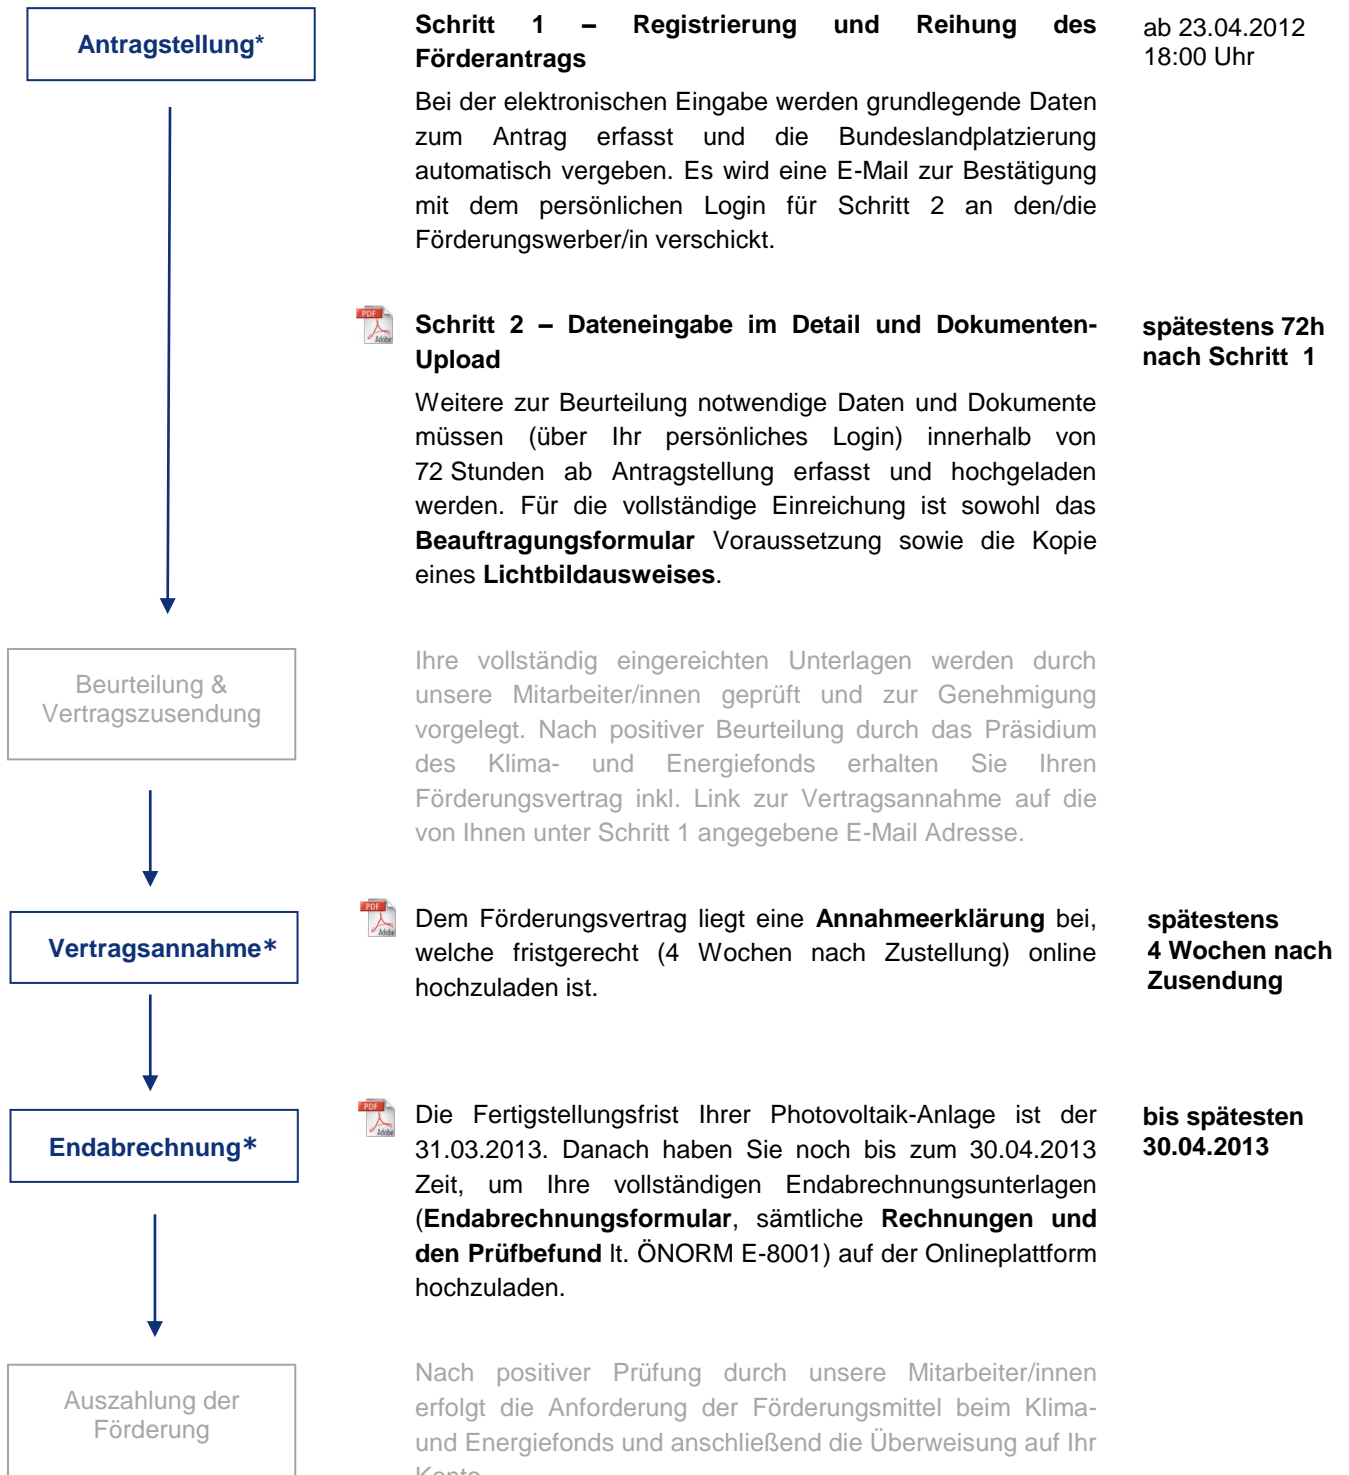 Antragstellung*
Schritt 1 – Registrierung und Reihung des
Förderantrags
ab 23.04.2012
18:00 Uhr
Bei der elektronischen Eingabe werden grundlegende Daten
zum Antrag erfasst und die Bundeslandplatzierung
automatisch vergeben. Es wird eine E-Mail zur Bestätigung
mit dem persönlichen Login für Schritt 2 an den/die
Förderungswerber/in verschickt.
PDF
Adobe
Schritt 2 – Dateneingabe im Detail und Dokumenten-
Upload
spätestens 72h
nach Schritt 1
Weitere zur Beurteilung notwendige Daten und Dokumente
müssen (über Ihr persönliches Login) innerhalb von
72 Stunden ab Antragstellung erfasst und hochgeladen
werden. Für die vollständige Einreichung ist sowohl das
Beauftragungsformular Voraussetzung sowie die Kopie
eines Lichtbildausweises.
Beurteilung &
Vertragszusendung
Ihre vollständig eingereichten Unterlagen werden durch
unsere Mitarbeiter/innen geprüft und zur Genehmigung
vorgelegt. Nach positiver Beurteilung durch das Präsidium
des Klima- und Energiefonds erhalten Sie Ihren
Förderungsvertrag inkl. Link zur Vertragsannahme auf die
von Ihnen unter Schritt 1 angegebene E-Mail Adresse.
Vertragsannahme*
PDF
Adobe
Dem Förderungsvertrag liegt eine Annahmeerklärung bei,
welche fristgerecht (4 Wochen nach Zustellung) online
hochzuladen ist.
spätestens
4 Wochen nach
Zusendung
Endabrechnung*
PDF
Adobe
Die Fertigstellungsfrist Ihrer Photovoltaik-Anlage ist der
31.03.2013. Danach haben Sie noch bis zum 30.04.2013
Zeit, um Ihre vollständigen Endabrechnungsunterlagen
(Endabrechnungsformular, sämtliche Rechnungen und
den Prüfbefund lt. ÖNORM E-8001) auf der Onlineplattform
hochzuladen.
bis spätesten
30.04.2013
Auszahlung der
Förderung
Nach positiver Prüfung durch unsere Mitarbeiter/innen
erfolgt die Anforderung der Förderungsmittel beim Klima-
und Energiefonds und anschließend die Überweisung auf Ihr